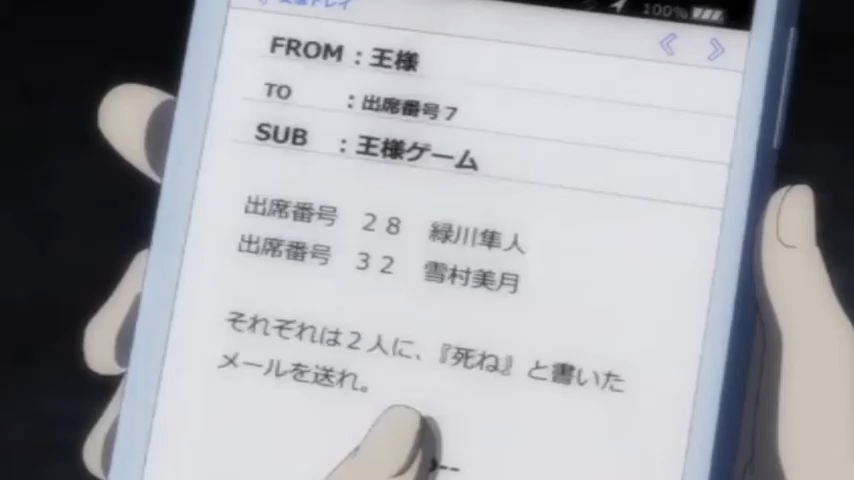 100%
FROM：王様
TO ：出席番号７
SUB ：王様ゲーム
出席番号 ２８ 緑川隼人
出席番号 ３２ 雪村美月
それぞれは２人に、『死ね』と書いた
メールを送れ。